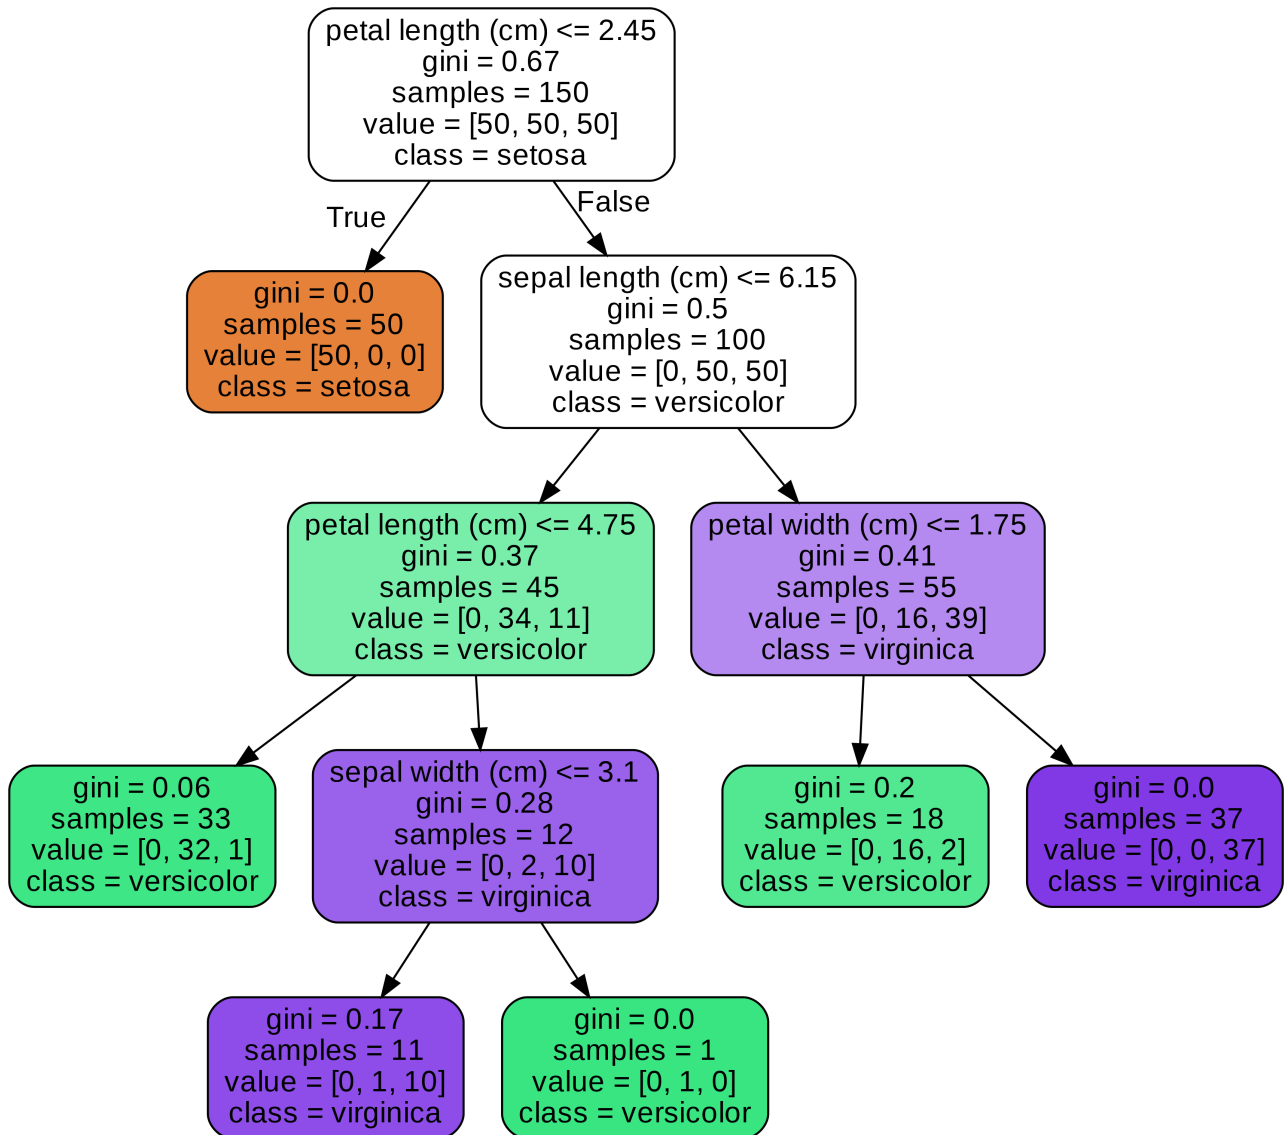 petal length (cm) <= 2.45
gini = 0.67
samples = 150
value = [50, 50, 50]
class = setosa
True
False
gini = 0.0
samples = 50
value = [50, 0, 0]
class = setosa
sepal length (cm) <= 6.15
gini = 0.5
samples = 100
value = [0, 50, 50]
class = versicolor
petal length (cm) <= 4.75
gini = 0.37
samples = 45
value = [0, 34, 11]
class = versicolor
petal width (cm) <= 1.75
gini = 0.41
samples = 55
value = [0, 16, 39]
class = virginica
gini = 0.06
samples = 33
value = [0, 32, 1]
class = versicolor
sepal width (cm) <= 3.1
gini = 0.28
samples = 12
value = [0, 2, 10]
class = virginica
gini = 0.2
samples = 18
value = [0, 16, 2]
class = versicolor
gini = 0.0
samples = 37
value = [0, 0, 37]
class = virginica
gini = 0.17
samples = 11
value = [0, 1, 10]
class = virginica
gini = 0.0
samples = 1
value = [0, 1, 0]
class = versicolor